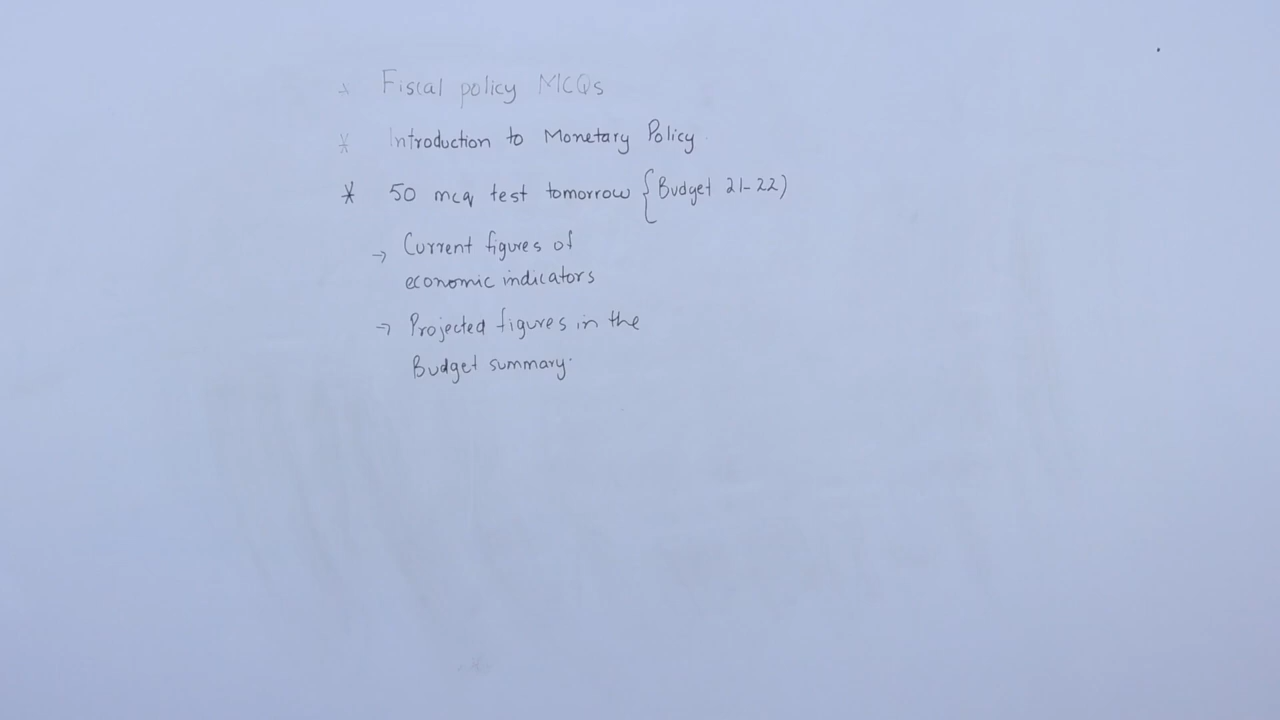 * Fiscal policy MCQs
* Introduction to Monetary Policy
* 50 mcq test tomorrow {Budget 21-22)
→ Current figures of
economic indicators
→ Projected figures in the
Budget summary.